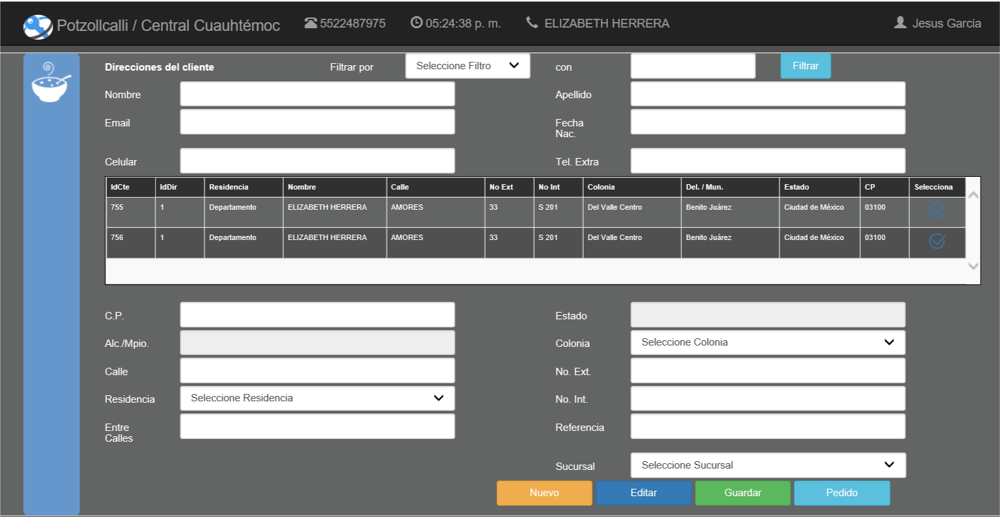 Potzollcalli / Central Cuauhtémoc 5522487975 05:24:38 p. m. ELIZABETH HERRERA Jesus Garcia
Direcciones del cliente Filtrar por Seleccione Filtro con Filtrar
Nombre Apellido
Email Fecha Nac.
Celular Tel. Extra
IdCte IdDir Residencia Nombre Calle No Ext No Int Colonia Del. / Mun. Estado CP Selecciona
755 1 Departamento ELIZABETH HERRERA AMORES 33 S 201 Del Valle Centro Benito Juárez Ciudad de México 03100
756 1 Departamento ELIZABETH HERRERA AMORES 33 S 201 Del Valle Centro Benito Juárez Ciudad de México 03100
C.P. Estado
Alc./Mpio. Colonia Seleccione Colonia
Calle No. Ext.
Residencia Seleccione Residencia No. Int.
Entre Calles Referencia
Sucursal Seleccione Sucursal
Nuevo Editar Guardar Pedido